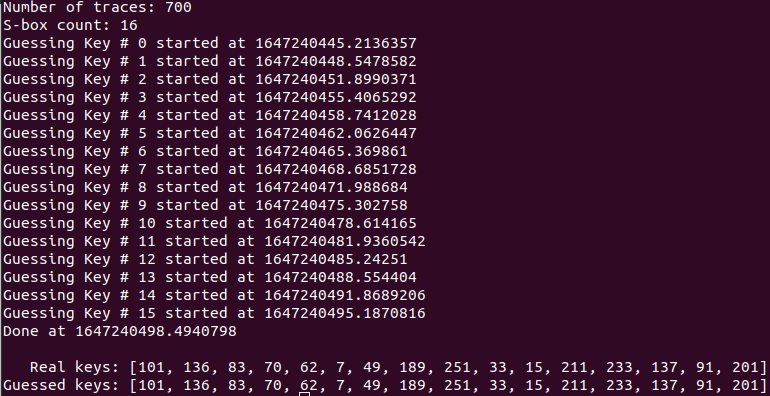 Number of traces: 700
S-box count: 16
Guessing Key # 0 started at 1647240445.2136357
Guessing Key # 1 started at 1647240448.5478582
Guessing Key # 2 started at 1647240451.8990371
Guessing Key # 3 started at 1647240455.4065292
Guessing Key # 4 started at 1647240458.7412028
Guessing Key # 5 started at 1647240462.0626447
Guessing Key # 6 started at 1647240465.369861
Guessing Key # 7 started at 1647240468.6851728
Guessing Key # 8 started at 1647240471.988684
Guessing Key # 9 started at 1647240475.302758
Guessing Key # 10 started at 1647240478.614165
Guessing Key # 11 started at 1647240481.9360542
Guessing Key # 12 started at 1647240485.24251
Guessing Key # 13 started at 1647240488.554404
Guessing Key # 14 started at 1647240491.8689206
Guessing Key # 15 started at 1647240495.1870816
Done at 1647240498.4940798
Real keys: [101, 136, 83, 70, 62, 7, 49, 189, 251, 33, 15, 211, 233, 137, 91, 201]
Guessed keys: [101, 136, 83, 70, 62, 7, 49, 189, 251, 33, 15, 211, 233, 137, 91, 201]